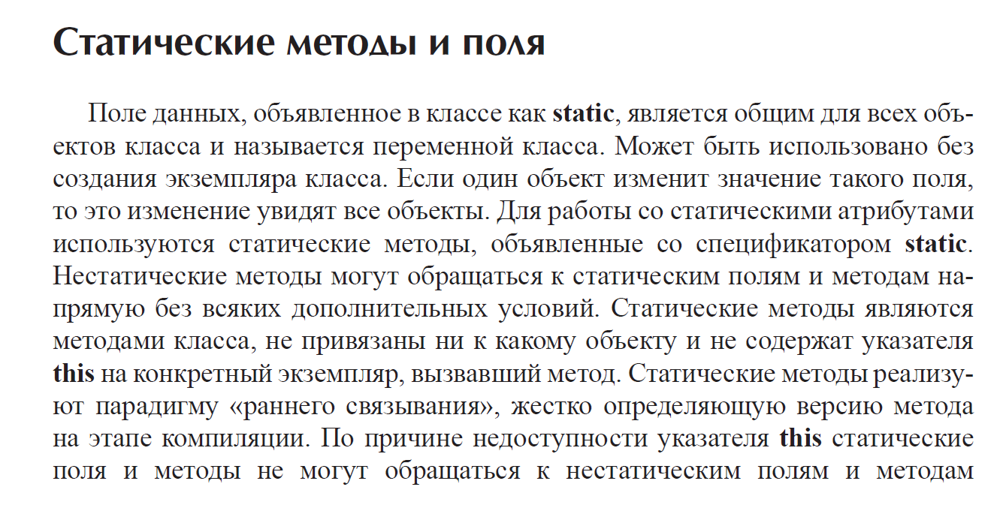 Статические методы и поля
Поле данных, объявленное в классе как static, является общим для всех объ-
ектов класса и называется переменной класса. Может быть использовано без
создания экземпляра класса. Если один объект изменит значение такого поля,
то это изменение увидят все объекты. Для работы со статическими атрибутами
используются статические методы, объявленные со спецификатором static.
Нестатические методы могут обращаться к статическим полям и методам на-
прямую без всяких дополнительных условий. Статические методы являются
методами класса, не привязаны ни к какому объекту и не содержат указателя
this на конкретный экземпляр, вызвавший метод. Статические методы реализу-
ют парадигму «раннего связывания», жестко определяющую версию метода
на этапе компиляции. По причине недоступности указателя this статические
поля и методы не могут обращаться к нестатическим полям и методам